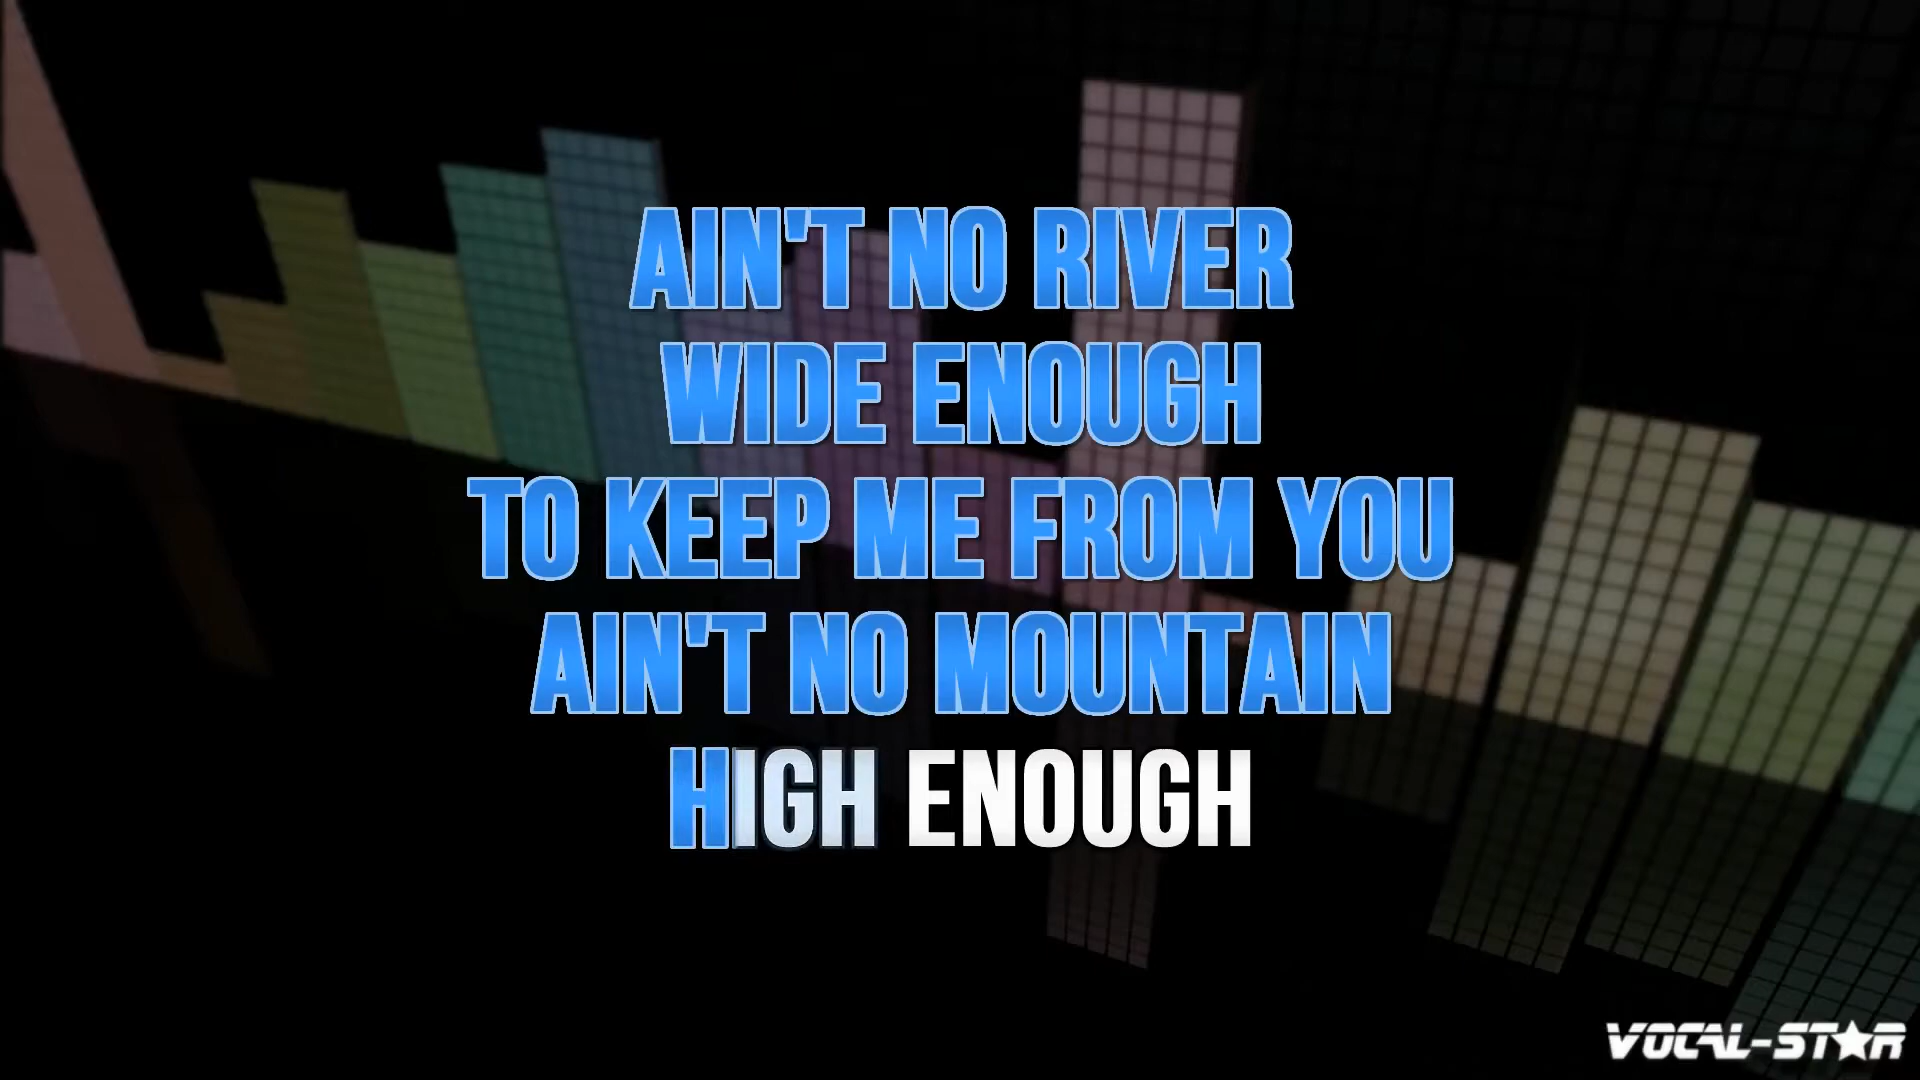 AIN'T NO RIVER
WIDE ENOUGH
TO KEEP ME FROM YOU
AIN'T NO MOUNTAIN
HIGH ENOUGH
VOCAL-STAR